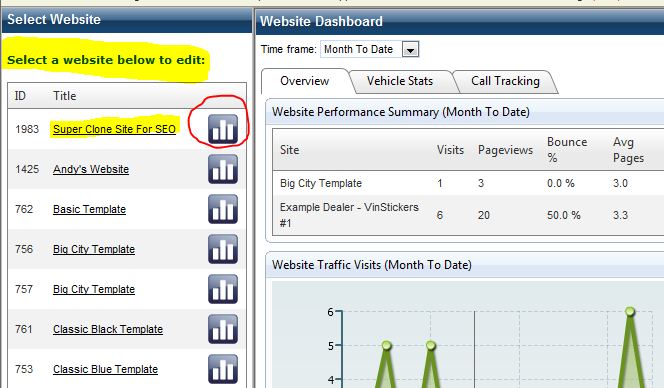 Select Website
Select a website below to edit:
ID Title
1983 Super Clone Site For SEO
1425 Andy's Website
762 Basic Template
756 Big City Template
757 Big City Template
761 Classic Black Template
753 Classic Blue Template
Website Dashboard
Time frame: Month To Date
Overview Vehicle Stats Call Tracking
Website Performance Summary (Month To Date)
Site Visits Pageviews Bounce % Avg Pages
Big City Template 1 3 0.0 % 3.0
Example Dealer - VinStickers #1 6 20 50.0 % 3.3
Website Traffic Visits (Month To Date)
6
5
4